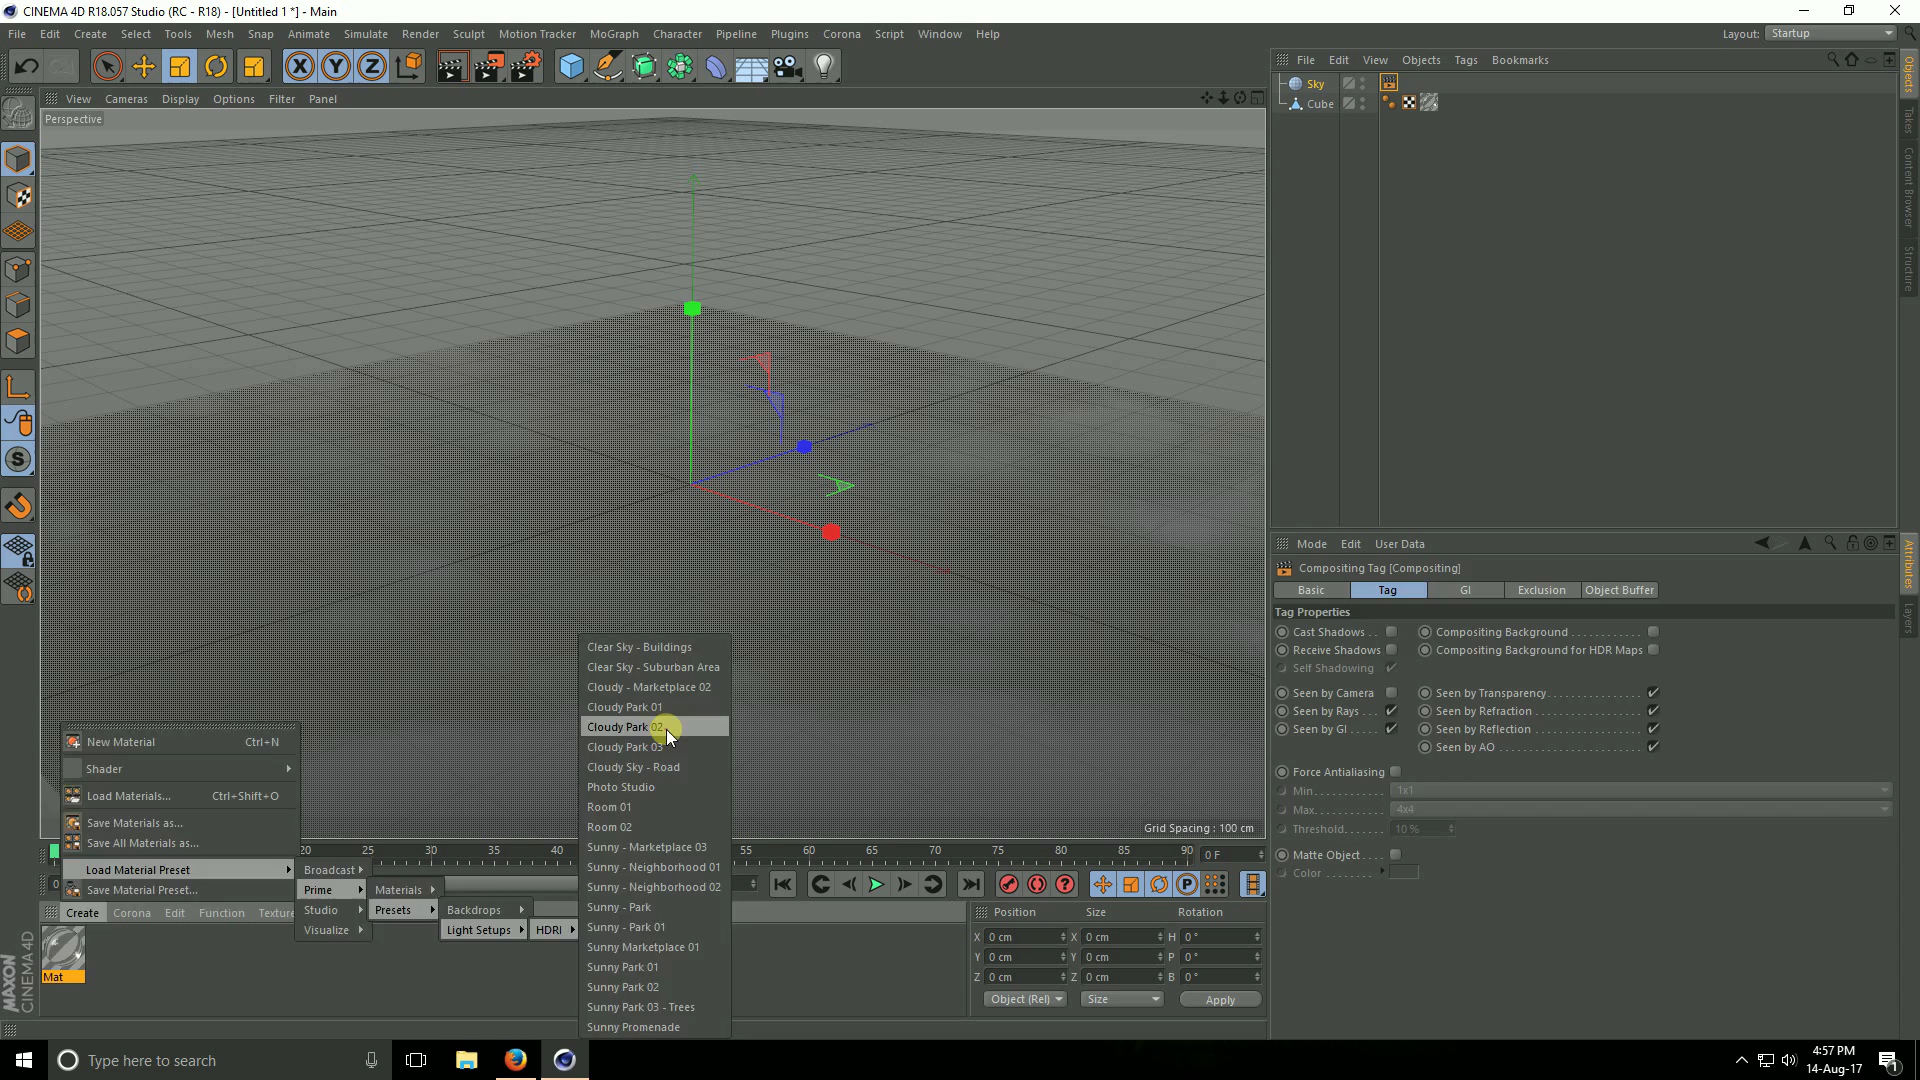 CINEMA 4D R18.057 Studio (RC - R18) - [Untitled 1 *] - Main
File Edit Create Select Tools Mesh Snap Animate Simulate Render Sculpt Motion Tracker MoGraph Character Pipeline Plugins Corona Script Window Help
Layout: Startup
File Edit View Objects Tags Bookmarks
Sky
Cube
Objects
Takes
Content Browser
Structure
View Cameras Display Options Filter Panel
Perspective
Grid Spacing : 100 cm
Mode Edit User Data
Attributes
Layers
Compositing Tag [Compositing]
Basic Tag GI Exclusion Object Buffer
Tag Properties
Cast Shadows . . Compositing Background
Receive Shadows Compositing Background for HDR Maps
Self Shadowing
Seen by Camera Seen by Transparency
Seen by Rays Seen by Refraction
Seen by GI Seen by Reflection
Seen by AO
Force Antialiasing
Min 1x1
Max. 4x4
Threshold. 10 %
Matte Object
Color
New Material Ctrl+N
Shader
Load Materials... Ctrl+Shift+O
Save Materials as...
Save All Materials as...
Load Material Preset
Save Material Preset...
Broadcast
Prime
Studio
Visualize
Materials
Presets
Backdrops
Light Setups
HDRI
Clear Sky - Buildings
Clear Sky - Suburban Area
Cloudy - Marketplace 02
Cloudy Park 01
Cloudy Park 02
Cloudy Park 03
Cloudy Sky - Road
Photo Studio
Room 01
Room 02
Sunny - Marketplace 03
Sunny - Neighborhood 01
Sunny - Neighborhood 02
Sunny - Park
Sunny - Park 01
Sunny Marketplace 01
Sunny Park 01
Sunny Park 02
Sunny Park 03 - Trees
Sunny Promenade
20 25 30 35 40 55 60 65 70 75 80 85 90 0 F
0
Create Corona Edit Function Texture
Mat
MAXON CINEMA 4D
Position Size Rotation
X 0 cm X 0 cm H 0 °
Y 0 cm Y 0 cm P 0 °
Z 0 cm Z 0 cm B 0 °
Object (Rel) Size Apply
Type here to search
4:57 PM
14-Aug-17
1